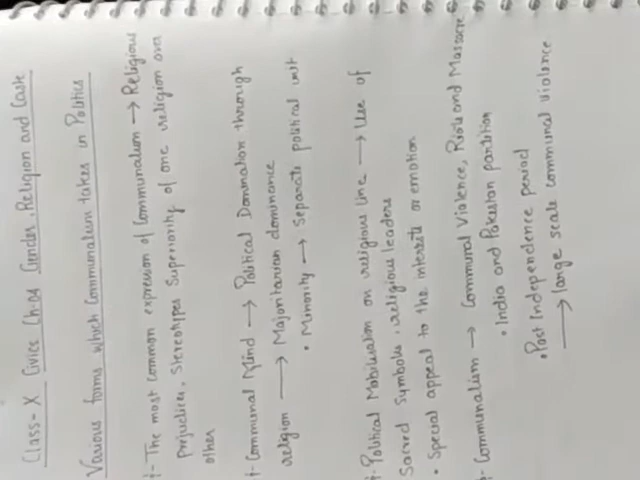 Class-X Civics Ch:04 Gender, Religion and Caste
Various forms which Communalism takes in Politics
†- The most common expression of Communalism → Religious
prejudices, Stereotypes Superiority of one religion over
other
†- Communal Mind → Political Domination through
religion → Majoritarian dominance
• Minority → Separate political unit
†- Political Mobilisation on religious line → Use of
Sacred Symbols, religious leaders
• Special appeal to the interests or emotion
†- Communalism → Communal Violence, Riots and Massacre
• India and Pakistan partition
• Post Independence period
→ large scale communal violence